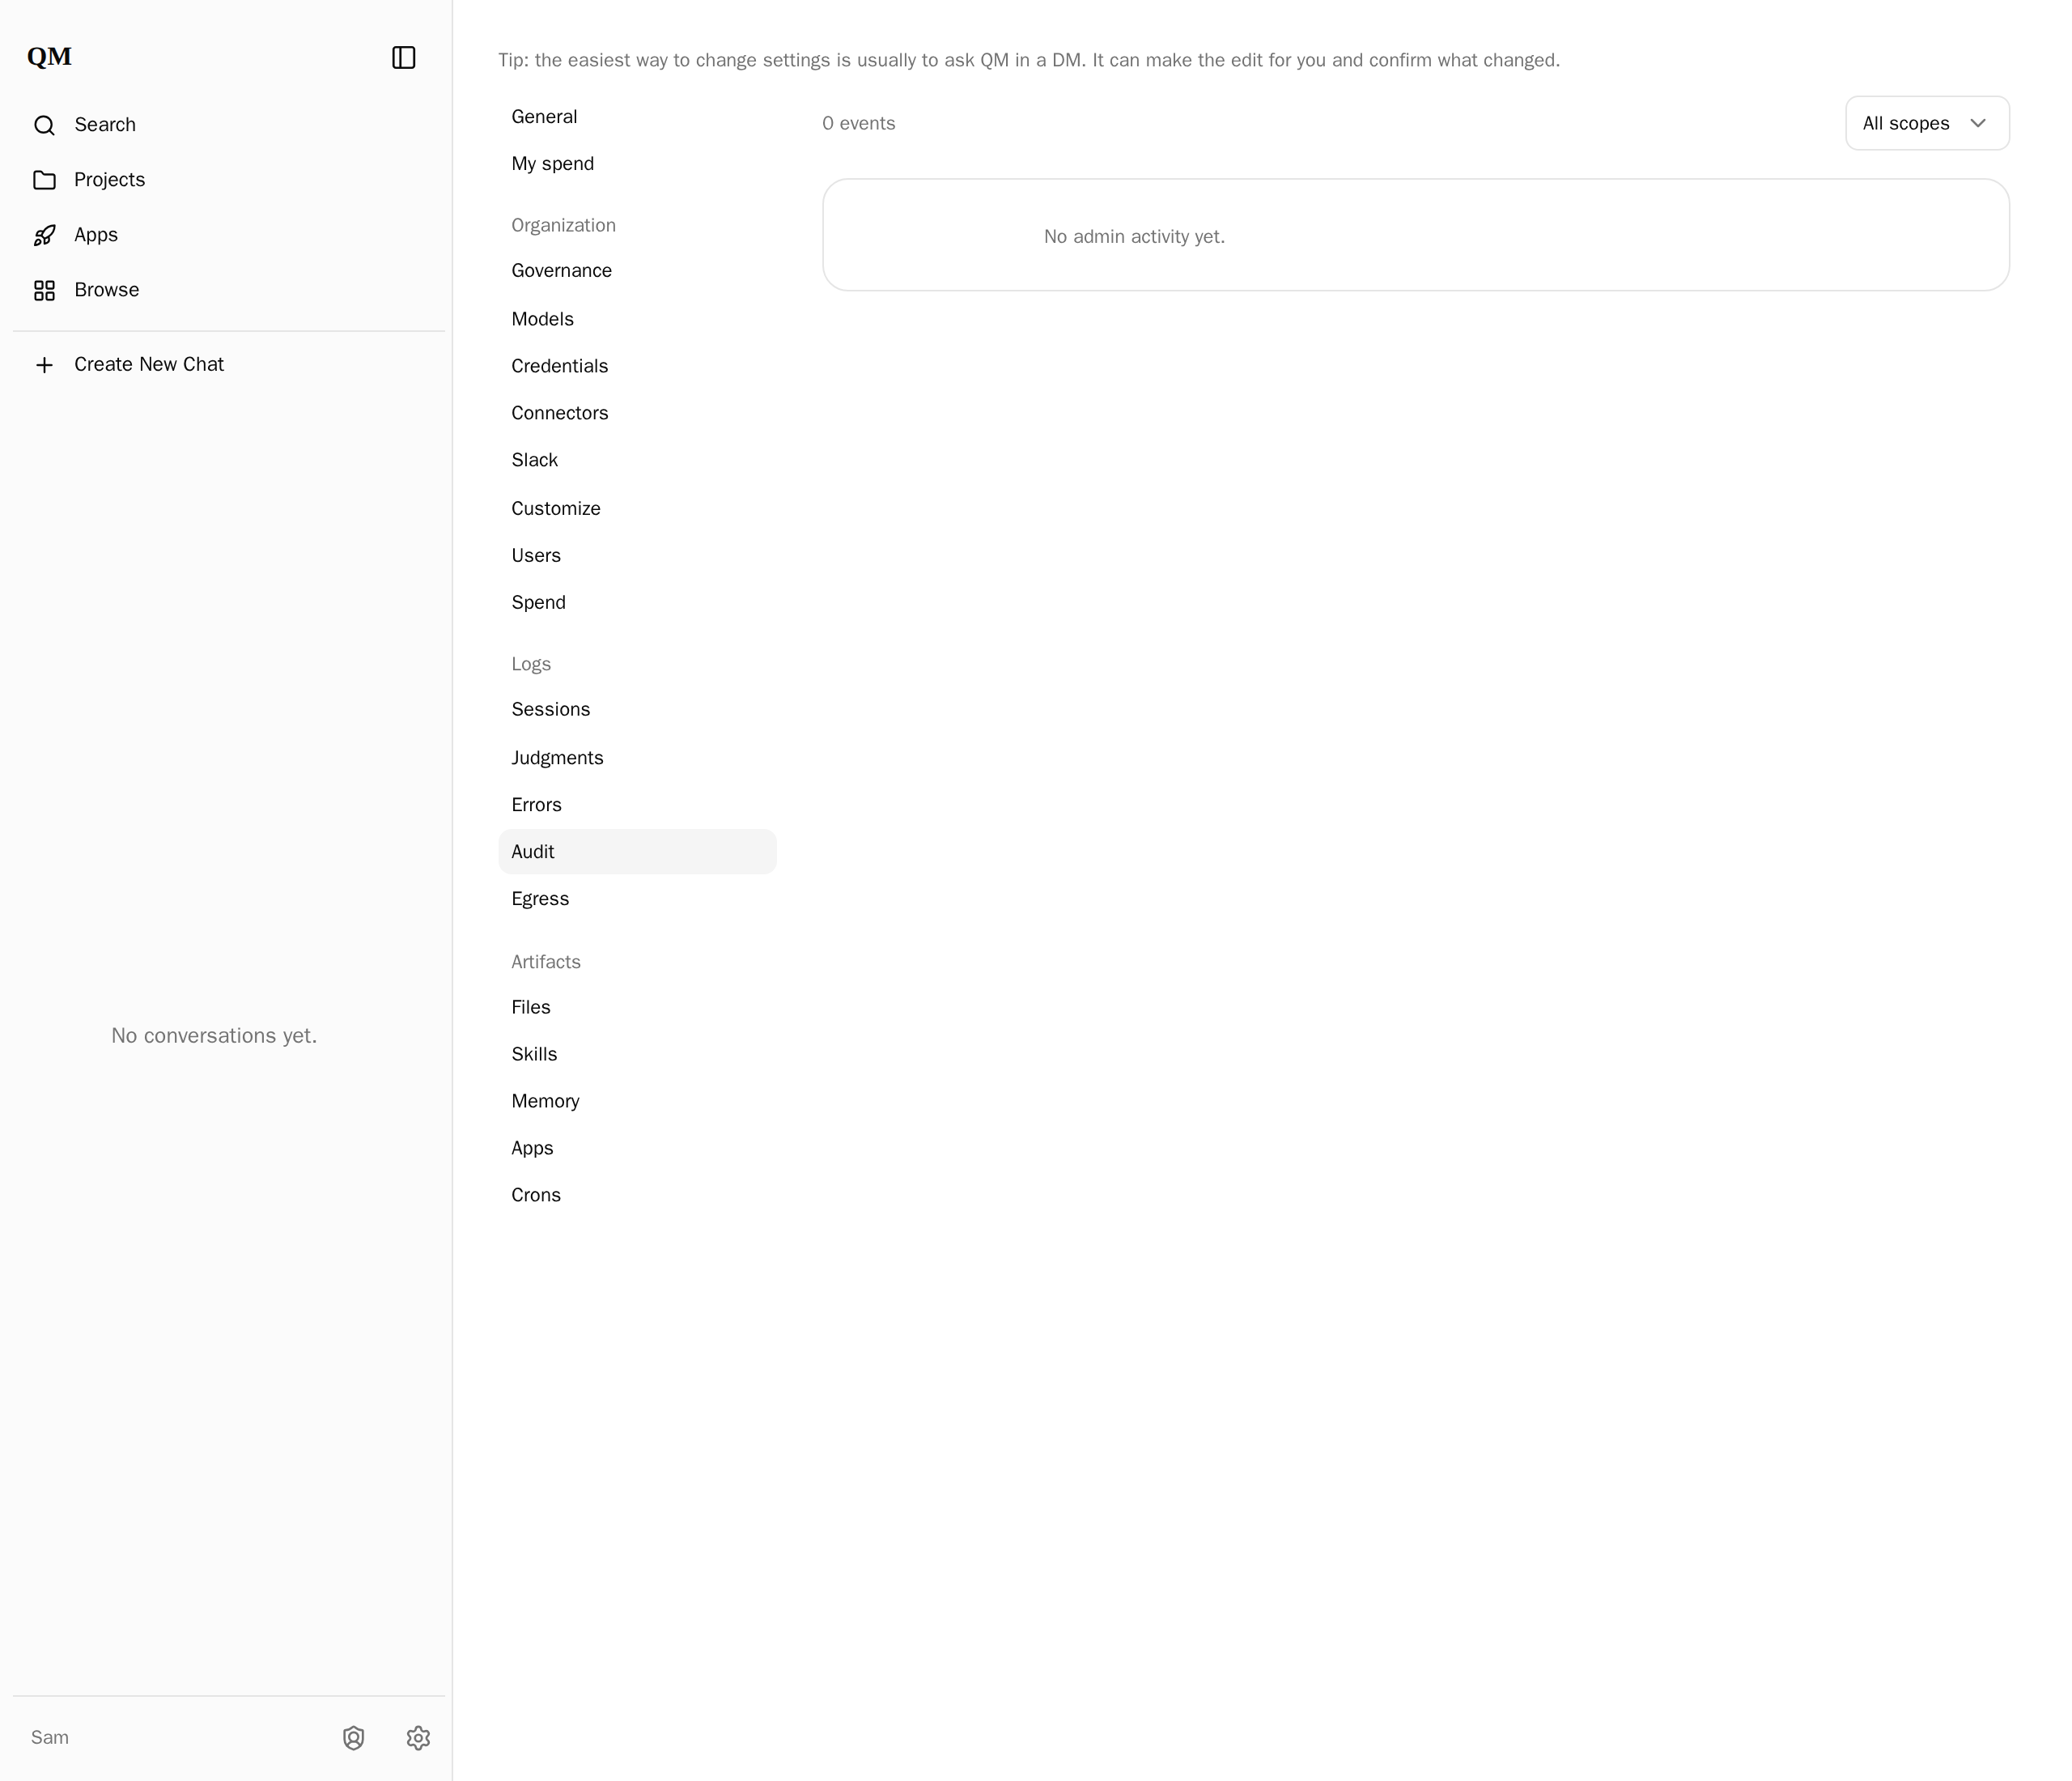 QM
Search
Projects
Apps
Browse
Create New Chat
No conversations yet.
Sam
Tip: the easiest way to change settings is usually to ask QM in a DM. It can make the edit for you and confirm what changed.
General
My spend
Organization
Governance
Models
Credentials
Connectors
Slack
Customize
Users
Spend
Logs
Sessions
Judgments
Errors
Audit
Egress
Artifacts
Files
Skills
Memory
Apps
Crons
0 events
All scopes
No admin activity yet.